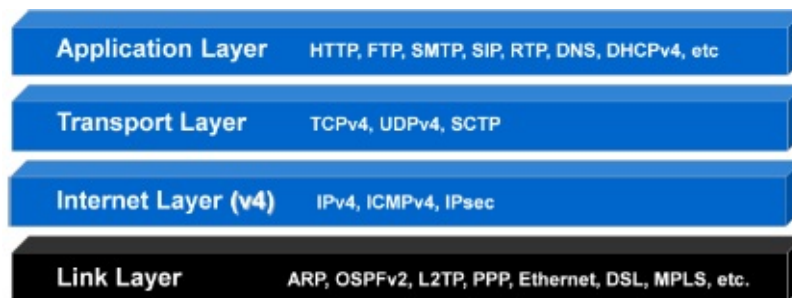 Application Layer HTTP, FTP, SMTP, SIP, RTP, DNS, DHCPv4, etc
Transport Layer TCPv4, UDPv4, SCTP
Internet Layer (v4) IPv4, ICMPv4, IPsec
Link Layer ARP, OSPFv2, L2TP, PPP, Ethernet, DSL, MPLS, etc.